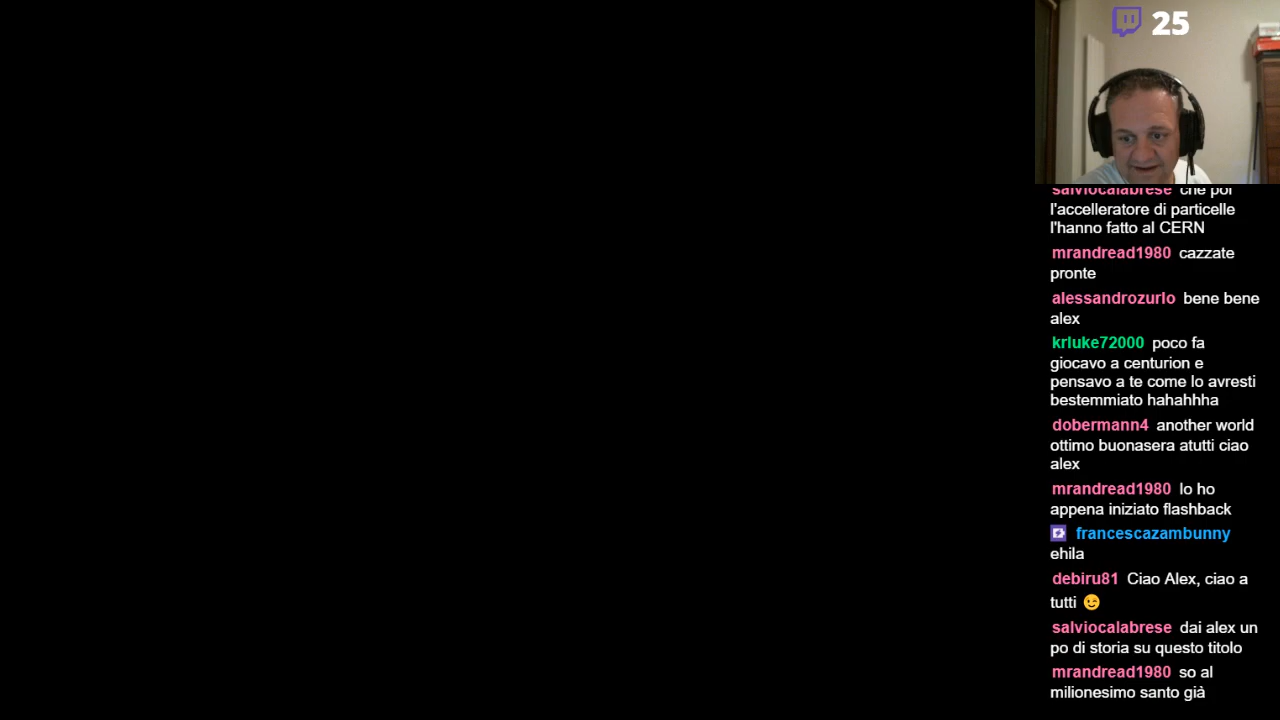 25
salviocalabrese che poi
l'accelleratore di particelle
l'hanno fatto al CERN
mrandread1980 cazzate
pronte
alessandrozurlo bene bene
alex
krluke72000 poco fa
giocavo a centurion e
pensavo a te come lo avresti
bestemmiato hahahhha
dobermann4 another world
ottimo buonasera atutti ciao
alex
mrandread1980 Io ho
appena iniziato flashback
francescazambunny
ehila
debiru81 Ciao Alex, ciao a
tutti 😉
salviocalabrese dai alex un
po di storia su questo titolo
mrandread1980 so al
milionesimo santo già